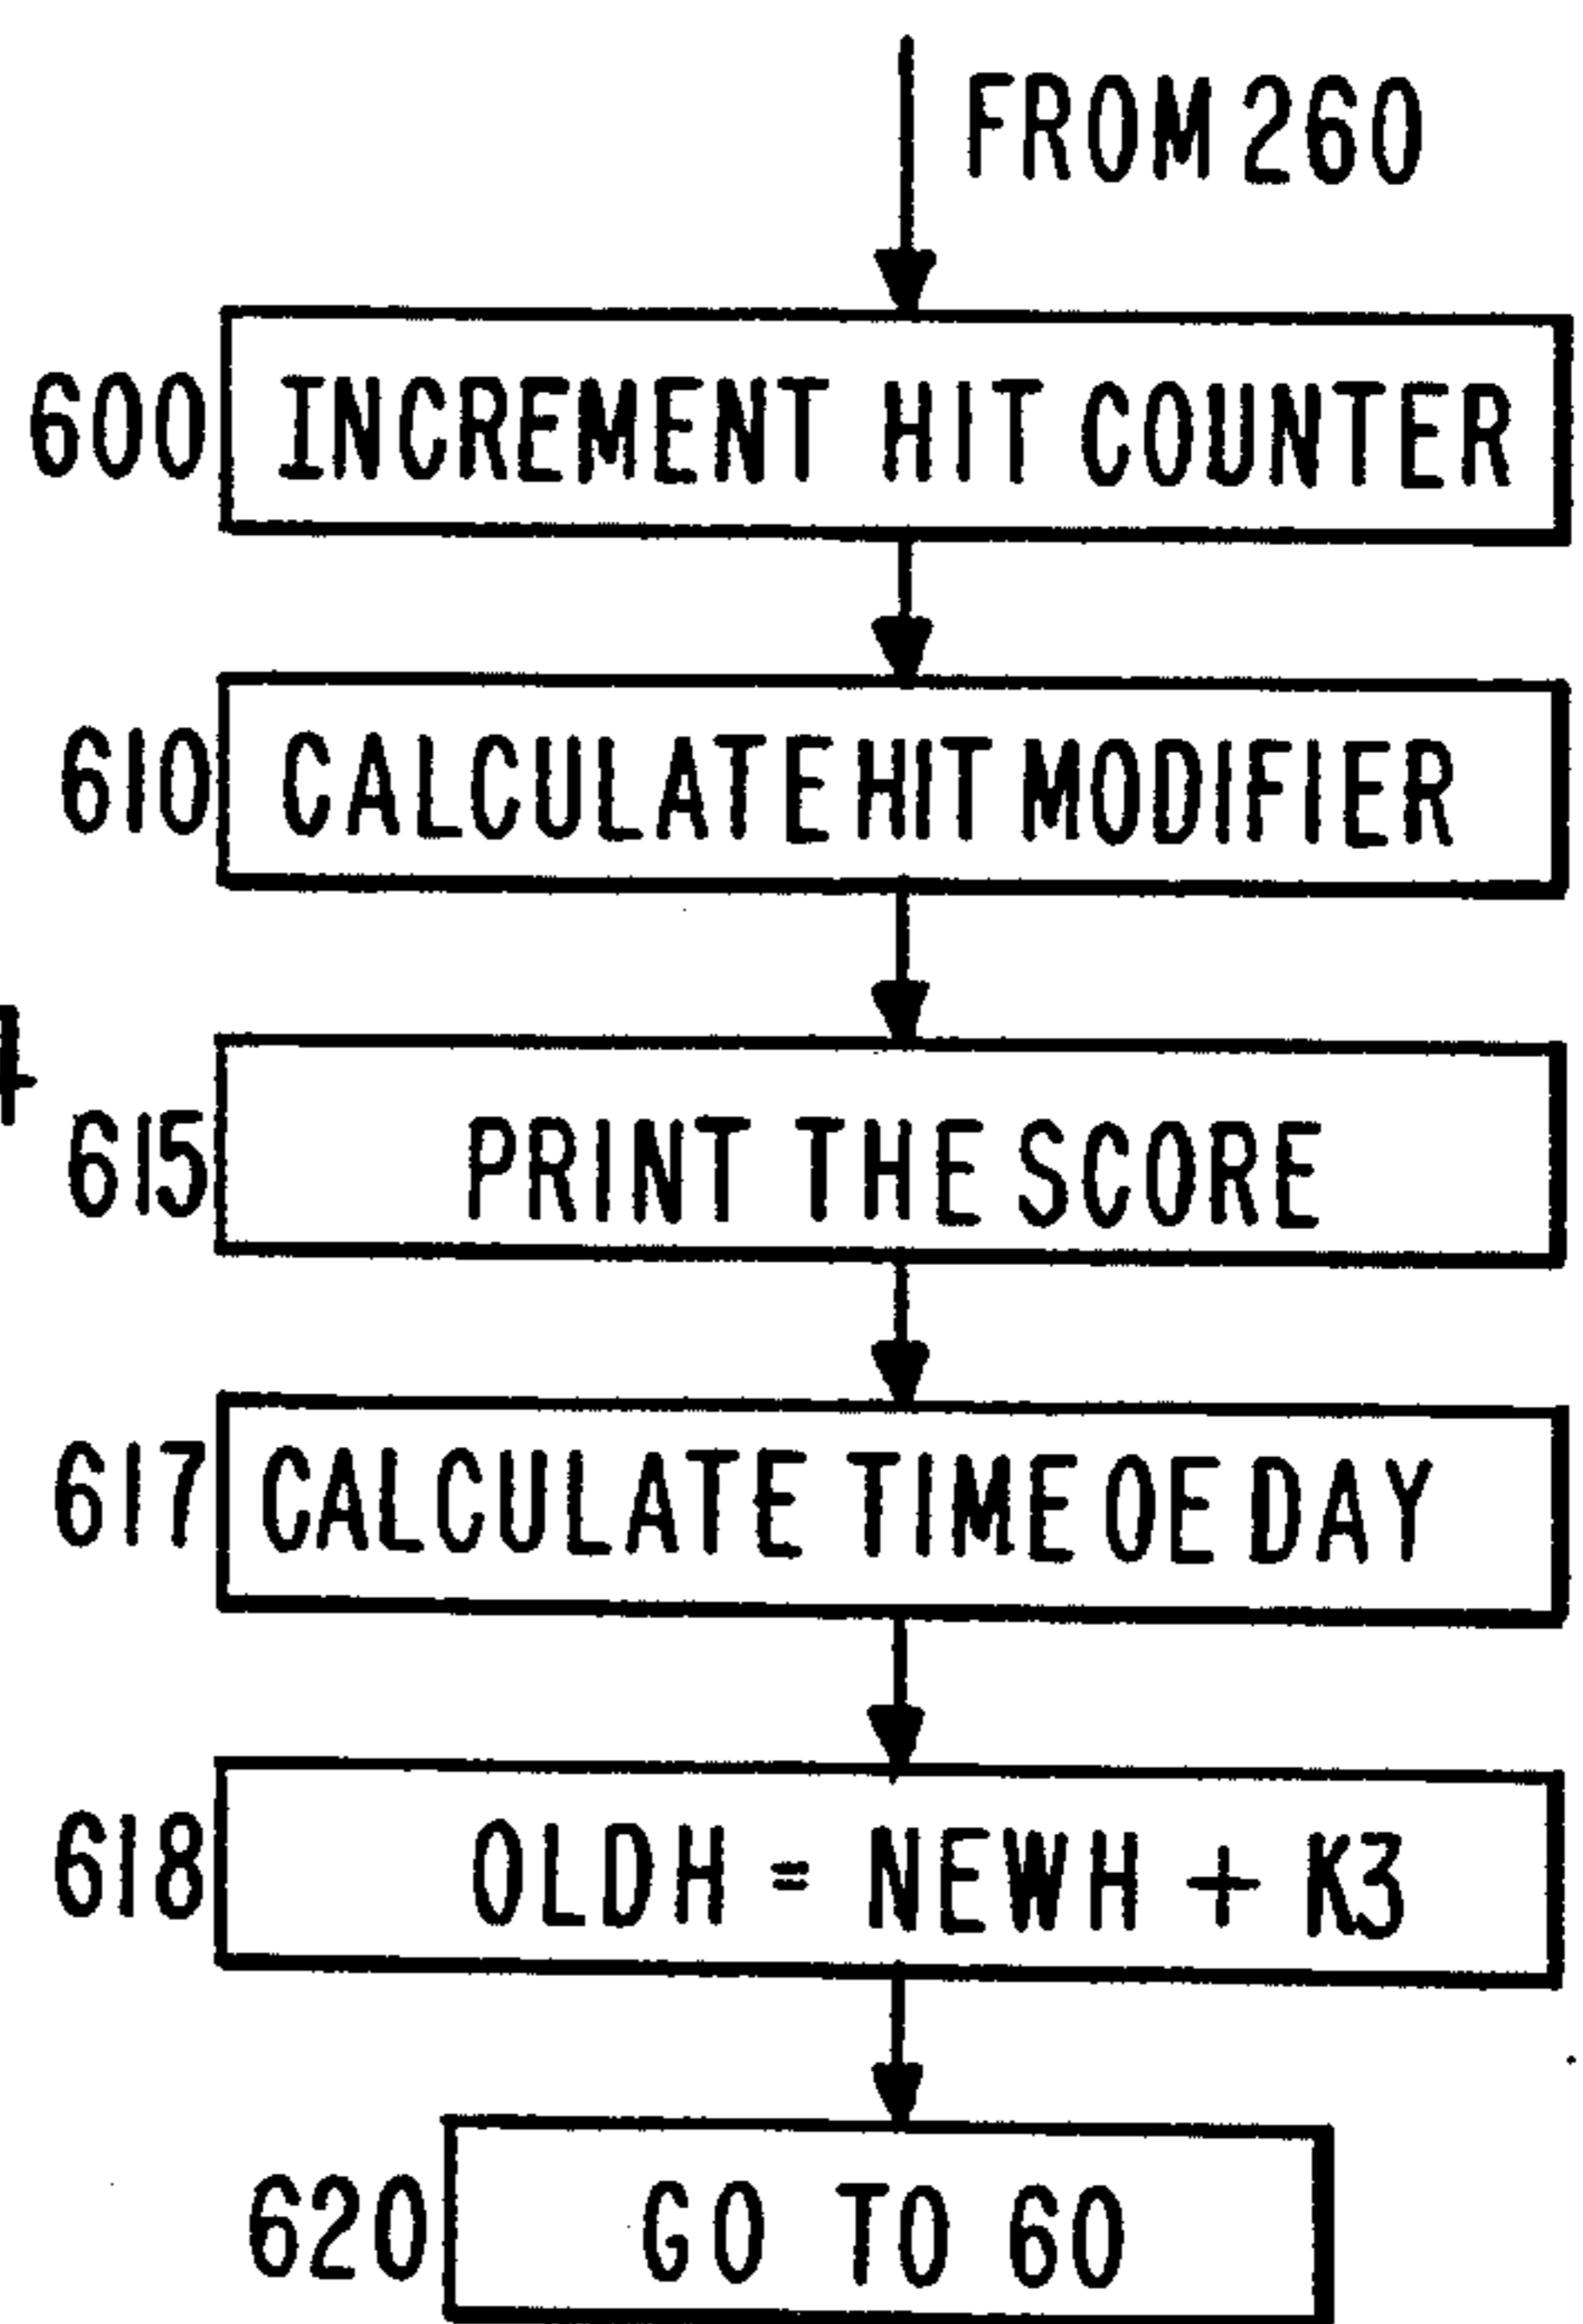 FROM 260
600 INCREMENT HIT COUNTER
610 CALCULATE HIT MODIFIER
4
615 PRINT THE SCORE
617 CALCULATE TIME OE DAY
618 OLDH = NEWH + K3
620 GO TO 60